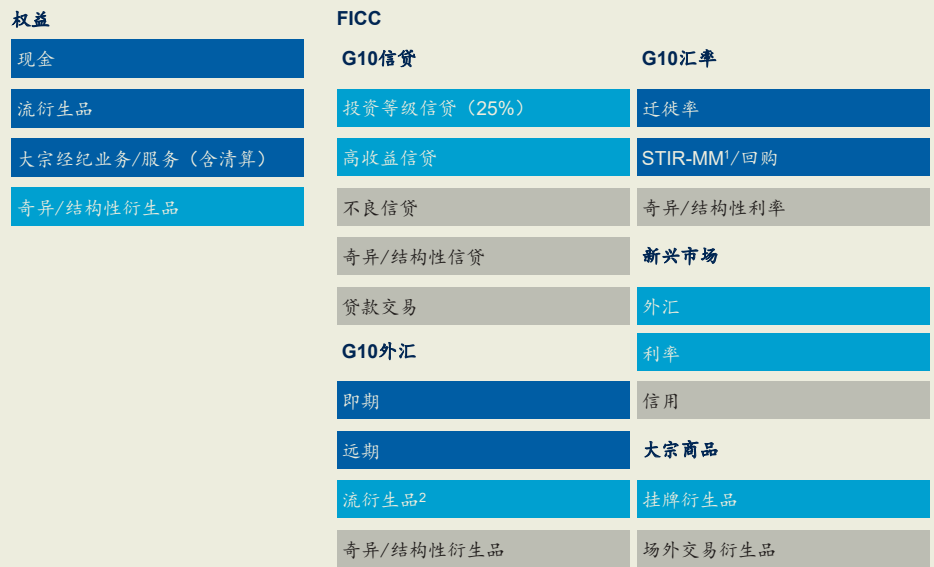 权益
现金
流衍生品
大宗经纪业务/服务（含清算）
奇异/结构性衍生品
FICC
G10信贷
投资等级信贷（25%）
高收益信贷
不良信贷
奇异/结构性信贷
贷款交易
G10外汇
即期
远期
流衍生品2
奇异/结构性衍生品
G10汇率
迁徙率
STIR-MM1/回购
奇异/结构性利率
新兴市场
外汇
利率
信用
大宗商品
挂牌衍生品
场外交易衍生品